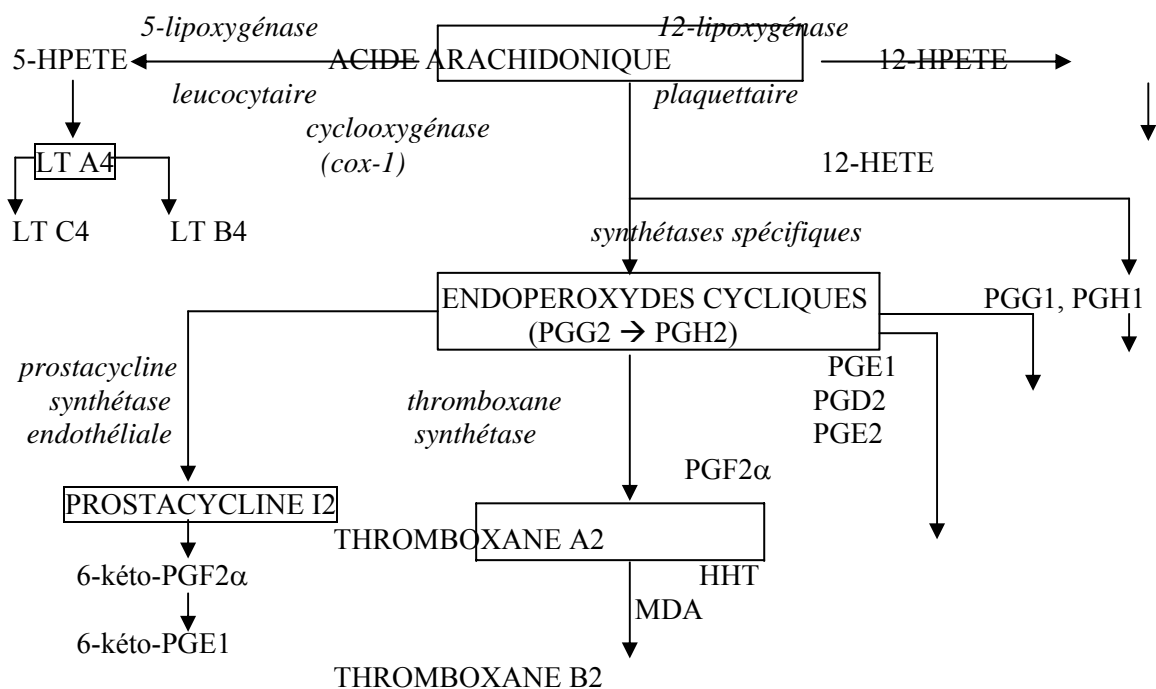 5-lipoxygénase 12-lipoxygénase
5-HPETE ACIDE ARACHIDONIQUE 12-HPETE
leucocytaire plaquettaire
cyclooxygénase
(cox-1)
LT A4 12-HETE
LT C4 LT B4 synthétases spécifiques
ENDOPEROXYDES CYCLIQUES PGG1, PGH1
(PGG2 → PGH2)
prostacycline
synthétase
endothéliale
thromboxane
synthétase
PGE1
PGD2
PGE2
PGF2α
PROSTACYCLINE I2
THROMBOXANE A2
6-kéto-PGF2α
HHT
MDA
6-kéto-PGE1
THROMBOXANE B2